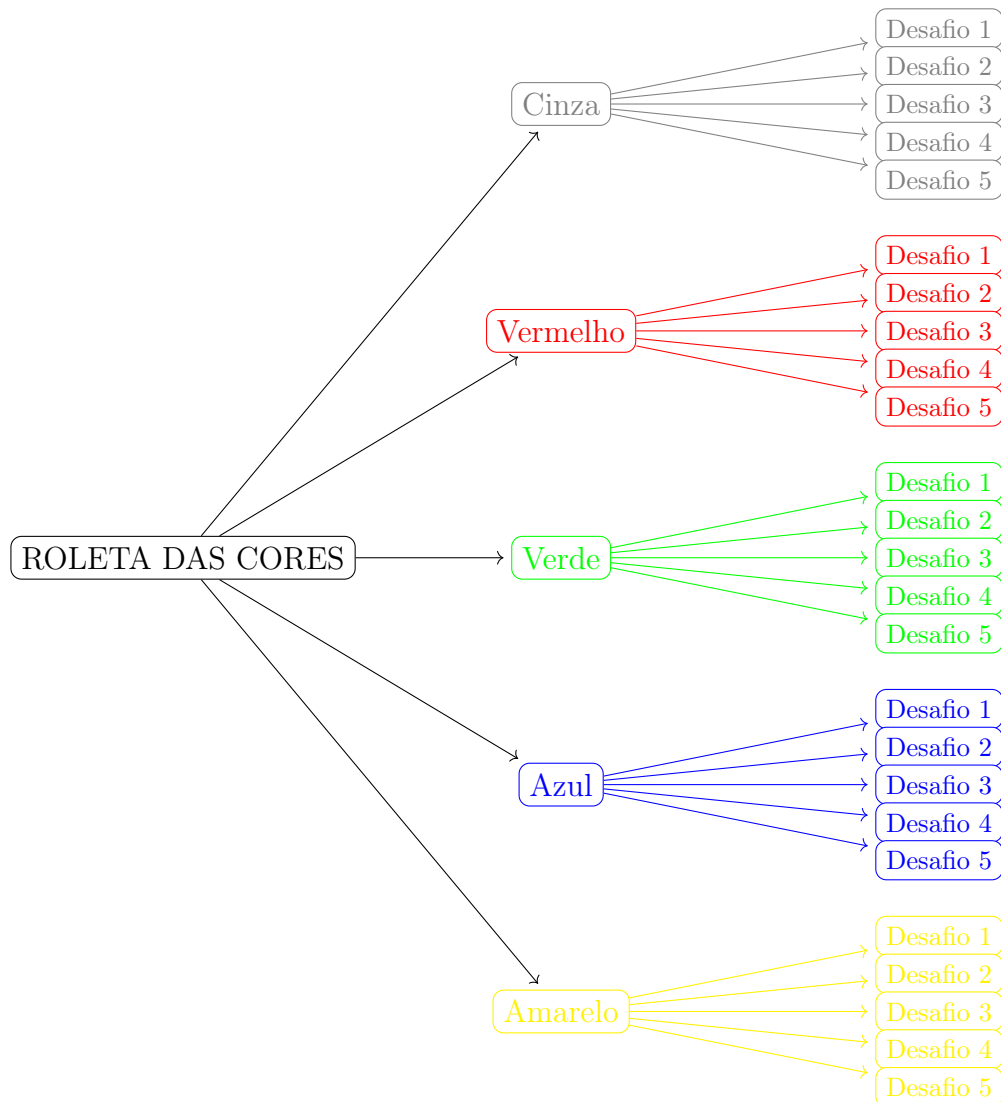 ROLETA DAS CORES
Cinza
Desafio 1
Desafio 2
Desafio 3
Desafio 4
Desafio 5
Vermelho
Desafio 1
Desafio 2
Desafio 3
Desafio 4
Desafio 5
Verde
Desafio 1
Desafio 2
Desafio 3
Desafio 4
Desafio 5
Azul
Desafio 1
Desafio 2
Desafio 3
Desafio 4
Desafio 5
Amarelo
Desafio 1
Desafio 2
Desafio 3
Desafio 4
Desafio 5